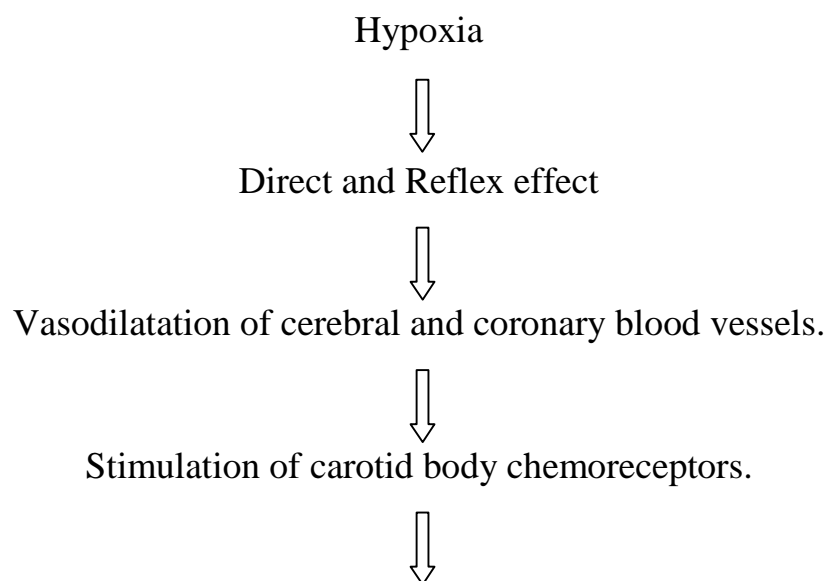 Hypoxia
Direct and Reflex effect
Vasodilatation of cerebral and coronary blood vessels.
Stimulation of carotid body chemoreceptors.